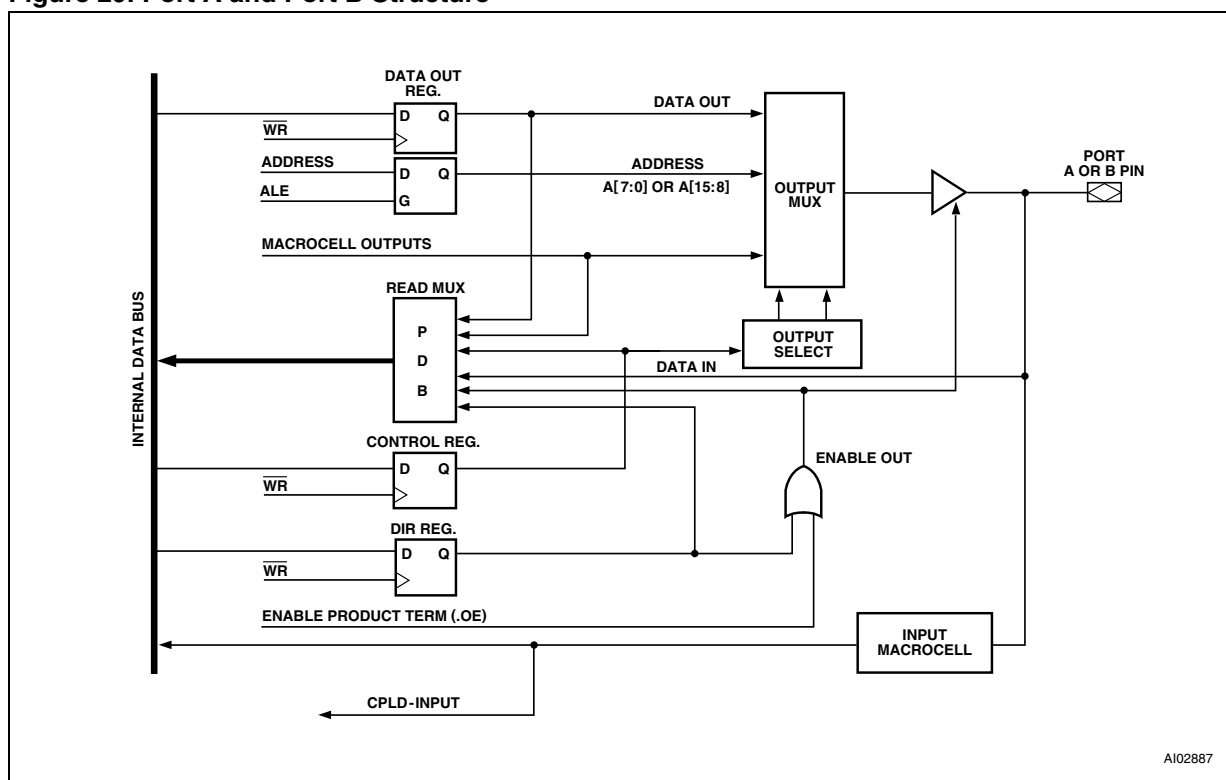 DATA OUT
REG.
D Q
WR
DATA OUT
ADDRESS
ALE
D Q
G
ADDRESS
A[7:0] OR A[15:8]
OUTPUT
MUX
PORT
A OR B PIN
MACROCELL OUTPUTS
READ MUX
P
D
B
OUTPUT
SELECT
DATA IN
INTERNAL DATA BUS
CONTROL REG.
D Q
WR
ENABLE OUT
DIR REG.
D Q
WR
ENABLE PRODUCT TERM (.OE)
INPUT
MACROCELL
CPLD-INPUT
AI02887